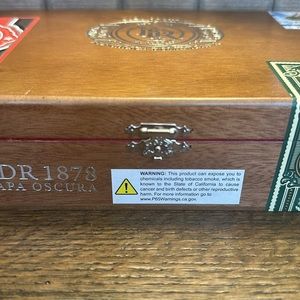 DR 1878
APA OSCURA
WARNING: This product can expose you to
chemicals including tobacco smoke, which is
known to the State of California to cause
cancer and birth defects or other reproductive
harm. For more information go to
www.P65Warnings.ca.gov.